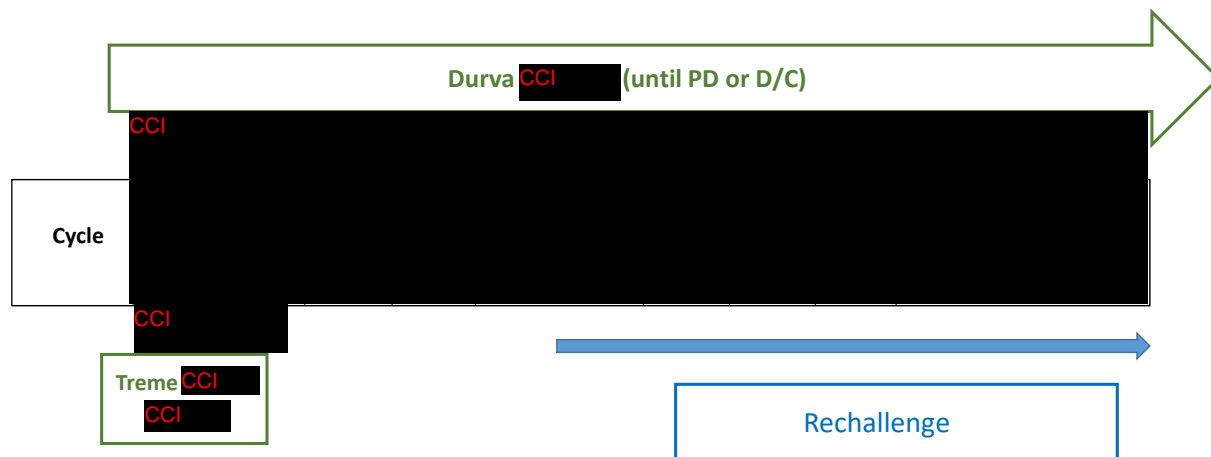 Durva CCI (until PD or D/C)
CCI
Cycle
CCI
Treme CCI
CCI
Rechallenge